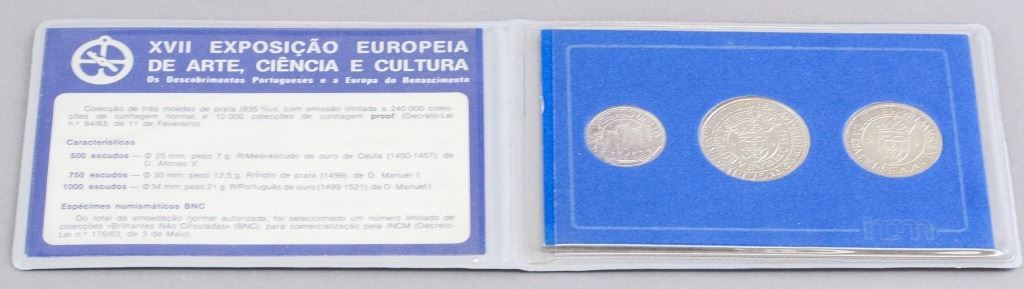 XVII EXPOSIÇÃO EUROPEIA
DE ARTE, CIÊNCIA E CULTURA
Os Descobrimentos Portugueses e a Europa do Renascimento
Colecção de três moedas de prata (835 ‰), com emissão limitada a 240 000 colec-
ções de cunhagem normal e 10 000 colecções de cunhagem proof (Decreto-Lei
n.º 84/83, de 11 de Fevereiro).
Características
500 escudos — Ø 25 mm; peso 7 g. R/Meio-escudo de ouro de Ceuta (1450-1457), de
D. Afonso V.
750 escudos — Ø 30 mm; peso 12,5 g. R/Índio de prata (1499), de D. Manuel I.
1000 escudos — Ø 34 mm; peso 21 g. R/Português de ouro (1499-1521), de D. Manuel I.
Espécimes numismáticos BNC
Do total da amoedação normal autorizada, foi seleccionado um número limitado de
colecções «Brilhantes Não Circuladas» (BNC), para comercialização pela INCM (Decreto-
Lei n.º 176/83, de 3 de Maio).
incm